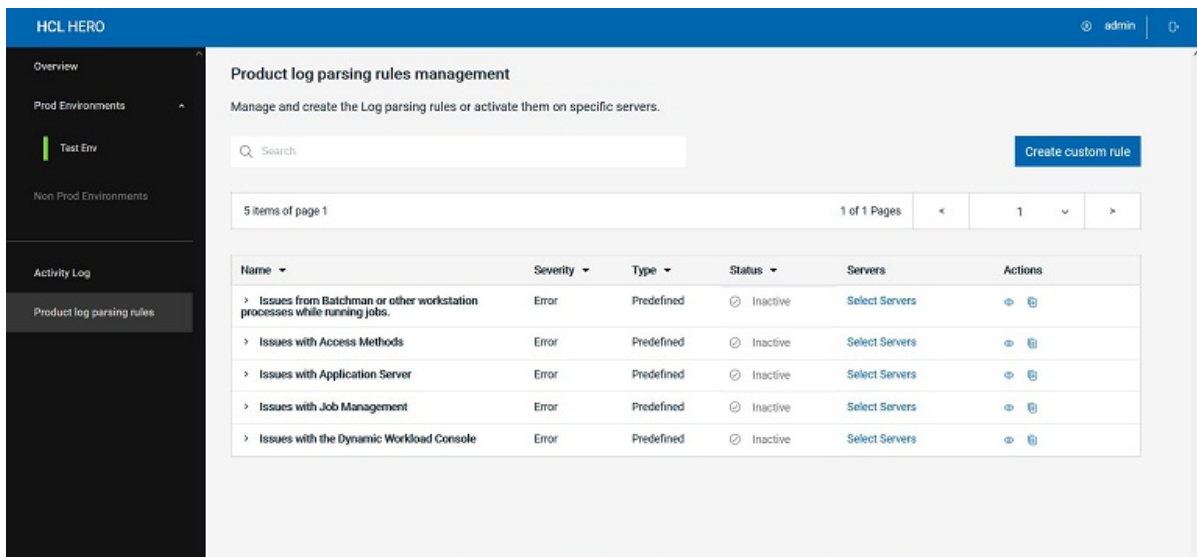 HCL HERO
admin
Overview
Prod Environments
Test Env
Non Prod Environments
Activity Log
Product log parsing rules
Product log parsing rules management
Manage and create the Log parsing rules or activate them on specific servers.
Search
Create custom rule
5 items of page 1
1 of 1 Pages < 1 >
Name Severity Type Status Servers Actions
> Issues from Batchman or other workstation
processes while running jobs. Error Predefined Inactive Select Servers
> Issues with Access Methods Error Predefined Inactive Select Servers
> Issues with Application Server Error Predefined Inactive Select Servers
> Issues with Job Management Error Predefined Inactive Select Servers
> Issues with the Dynamic Workload Console Error Predefined Inactive Select Servers